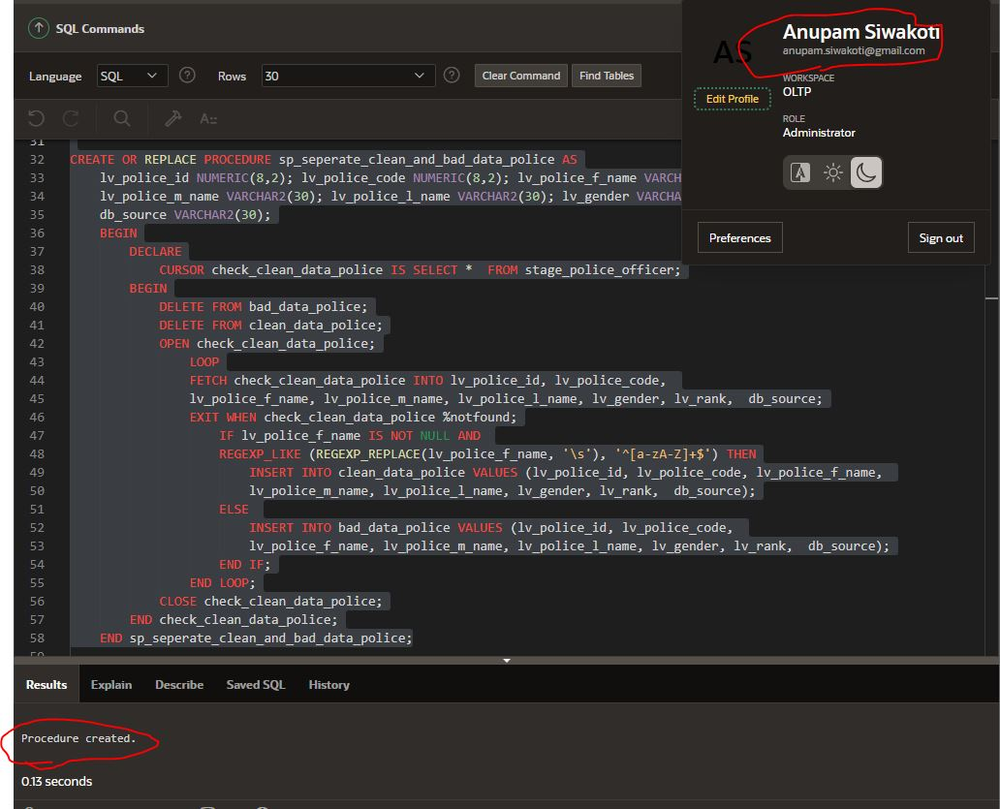 SQL Commands
Language SQL Rows 30 Clear Command Find Tables
A::
AS
Anupam Siwakoti
anupam.siwakoti@gmail.com
Edit Profile
WORKSPACE
OLTP
ROLE
Administrator
Preferences Sign out
31
32 CREATE OR REPLACE PROCEDURE sp_seperate_clean_and_bad_data_police AS
33 lv_police_id NUMERIC(8,2); lv_police_code NUMERIC(8,2); lv_police_f_name VARCH
34 lv_police_m_name VARCHAR2(30); lv_police_l_name VARCHAR2(30); lv_gender VARCHA
35 db_source VARCHAR2(30);
36 BEGIN
37 DECLARE
38 CURSOR check_clean_data_police IS SELECT *  FROM stage_police_officer;
39 BEGIN
40 DELETE FROM bad_data_police;
41 DELETE FROM clean_data_police;
42 OPEN check_clean_data_police;
43 LOOP
44 FETCH check_clean_data_police INTO lv_police_id, lv_police_code,
45 lv_police_f_name, lv_police_m_name, lv_police_l_name, lv_gender, lv_rank,  db_source;
46 EXIT WHEN check_clean_data_police %notfound;
47 IF lv_police_f_name IS NOT NULL AND
48 REGEXP_LIKE (REGEXP_REPLACE(lv_police_f_name, '\s'), '^[a-zA-Z]+$') THEN
49 INSERT INTO clean_data_police VALUES (lv_police_id, lv_police_code, lv_police_f_name,
50 lv_police_m_name, lv_police_l_name, lv_gender, lv_rank,  db_source);
51 ELSE
52 INSERT INTO bad_data_police VALUES (lv_police_id, lv_police_code,
53 lv_police_f_name, lv_police_m_name, lv_police_l_name, lv_gender, lv_rank,  db_source);
54 END IF;
55 END LOOP;
56 CLOSE check_clean_data_police;
57 END check_clean_data_police;
58 END sp_seperate_clean_and_bad_data_police;
59
Results Explain Describe Saved SQL History
Procedure created.
0.13 seconds